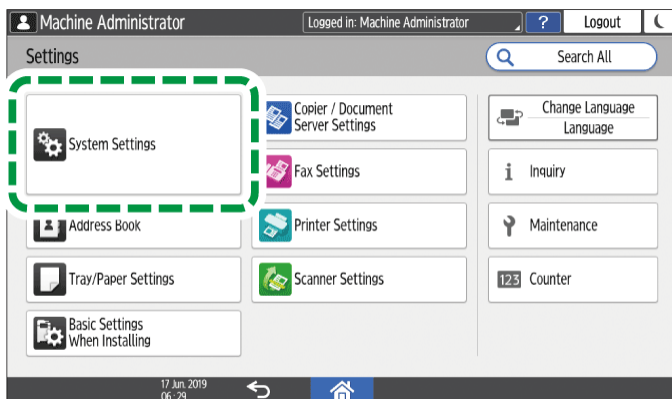 Machine Administrator
Logged in: Machine Administrator
?
Logout
Settings
Search All
System Settings
Copier / Document
Server Settings
Change Language
Language
Fax Settings
i Inquiry
Address Book
Printer Settings
Maintenance
Tray/Paper Settings
Scanner Settings
123 Counter
Basic Settings
When Installing
17 Jun. 2019
06:29